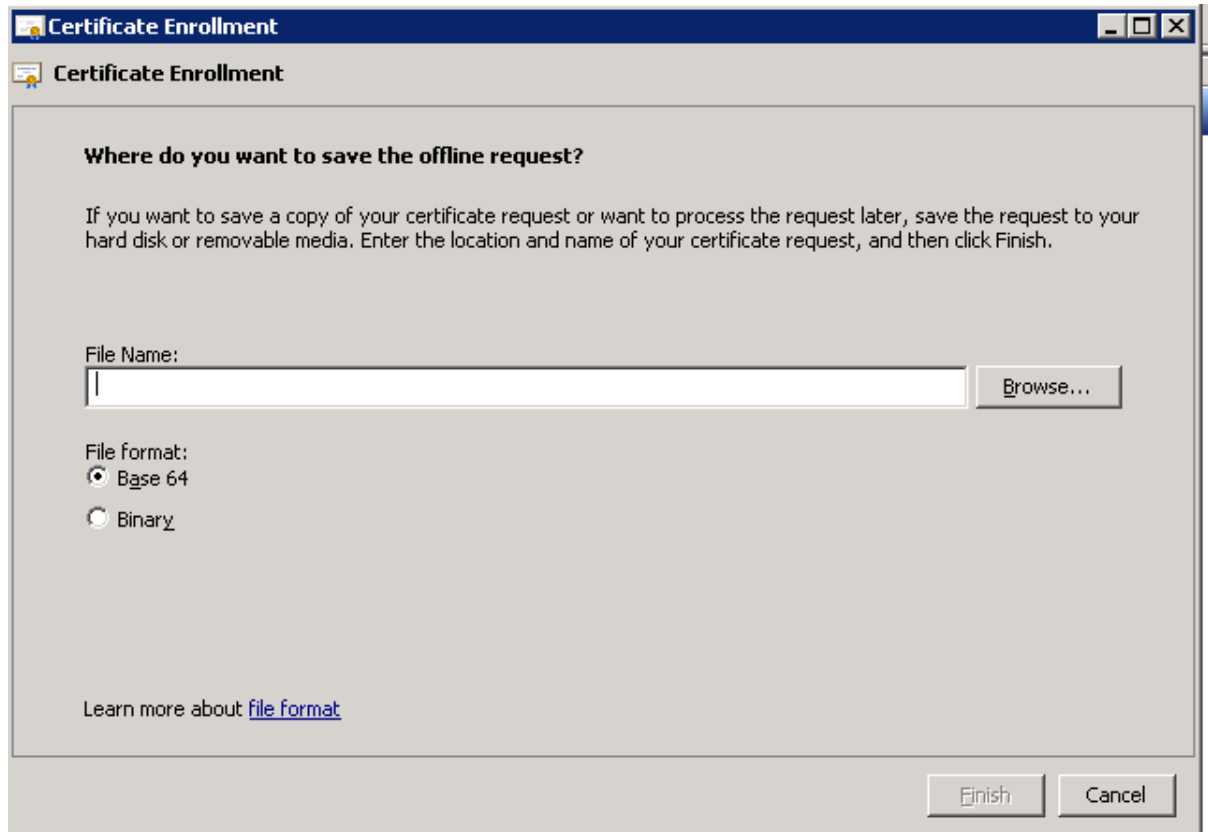 Certificate Enrollment
Certificate Enrollment
Where do you want to save the offline request?
If you want to save a copy of your certificate request or want to process the request later, save the request to your
hard disk or removable media. Enter the location and name of your certificate request, and then click Finish.
File Name:
Browse...
File format:
Base 64
Binary
Learn more about file format
Finish
Cancel